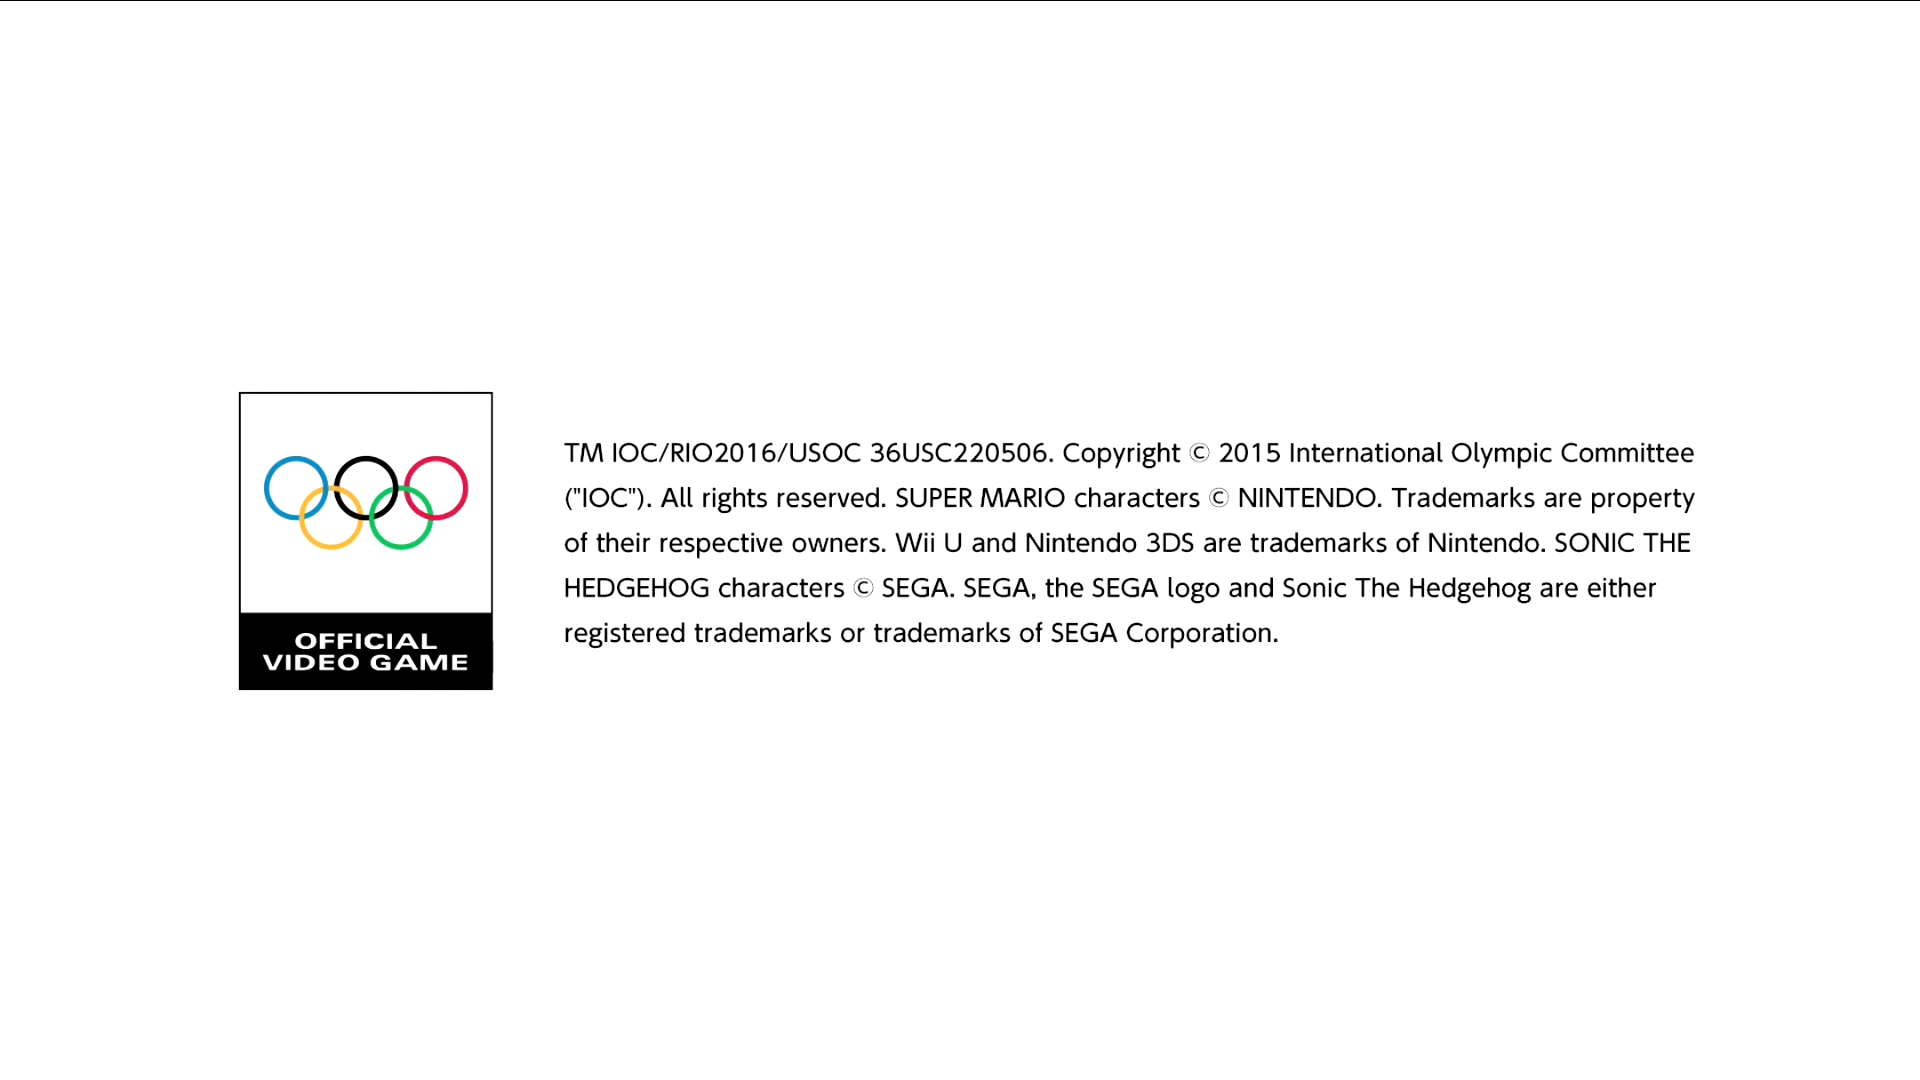 OFFICIAL
VIDEO GAME
TM IOC/RIO2016/USOC 36USC220506. Copyright © 2015 International Olympic Committee
("IOC"). All rights reserved. SUPER MARIO characters © NINTENDO. Trademarks are property
of their respective owners. Wii U and Nintendo 3DS are trademarks of Nintendo. SONIC THE
HEDGEHOG characters © SEGA. SEGA, the SEGA logo and Sonic The Hedgehog are either
registered trademarks or trademarks of SEGA Corporation.